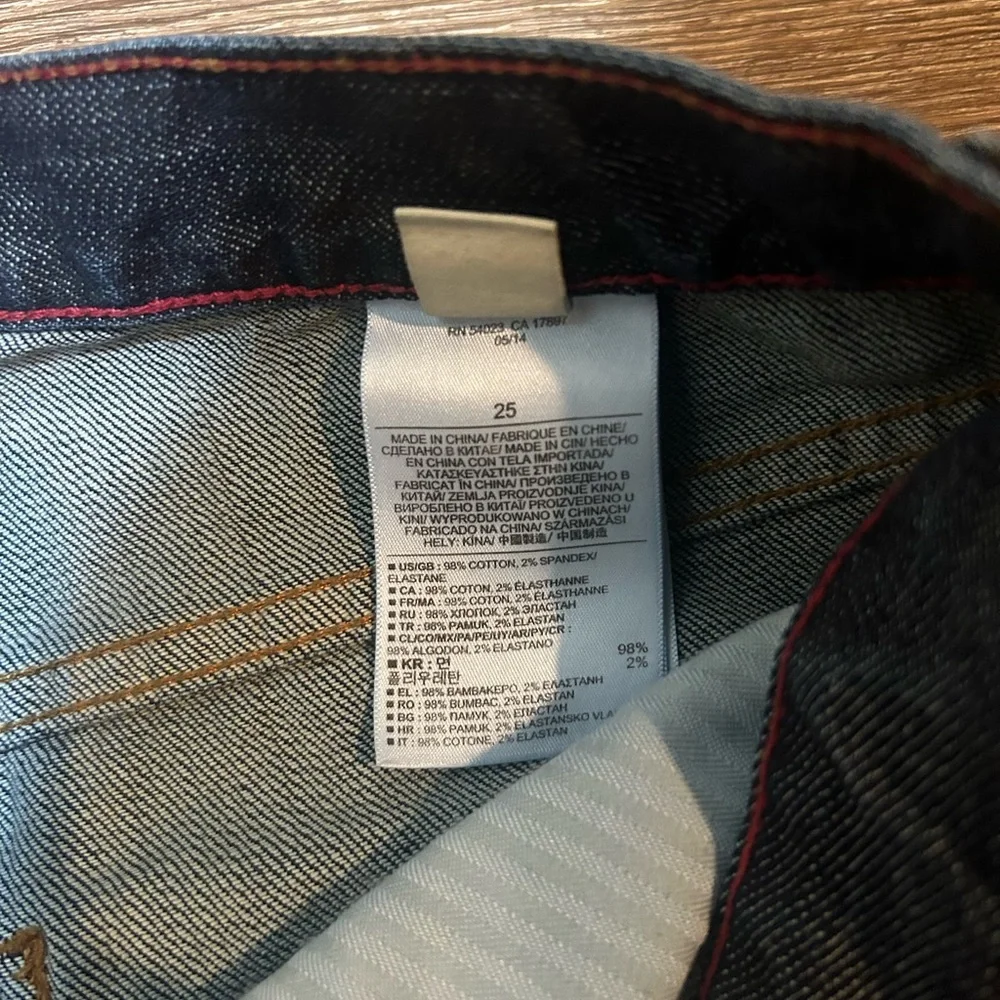 RN 54023, CA 17897
05/14
25
MADE IN CHINA/ FABRIQUE EN CHINE/
СДЕЛАНО В КИТАЕ/ MADE IN CIN/ HECHO
EN CHINA CON TELA IMPORTADA/
ΚΑΤΑΣΚΕΥΑΣΤΗΚΕ ΣΤΗΝ ΚΙΝΑ/
FABRICAT ÎN CHINA/ ПРОИЗВЕДЕНО В
КИТАЙ/ ZEMLJA PROIZVODNJE KINA/
ВИРОБЛЕНО В КИТАЇ/ PROIZVEDENO U
KINI/ WYPRODUKOWANO W CHINACH/
FABRICADO NA CHINA/ SZÁRMAZÁSI
HELY: KÍNA/ 中國製造/ 中国制造
■ US/GB : 98% COTTON, 2% SPANDEX/
ELASTANE
■ CA : 98% COTON, 2% ÉLASTHANNE
■ FR/MA : 98% COTON, 2% ÉLASTHANNE
■ RU : 98% ХЛОПОК, 2% ЭЛАСТАН
■ TR : 98% PAMUK, 2% ELASTAN
■ CL/CO/MX/PA/PE/UY/AR/PY/CR :
98% ALGODON, 2% ELASTANO
■ KR : 면 98%
폴리우레탄 2%
■ EL : 98% ΒΑΜΒΑΚΕΡΟ, 2% ΕΛΑΣΤΑΝΗ
■ RO : 98% BUMBAC, 2% ELASTAN
■ BG : 98% ПАМУК, 2% ЕЛАСТАН
■ HR : 98% PAMUK, 2% ELASTANSKO VLA
■ IT : 98% COTONE, 2% ELASTAN